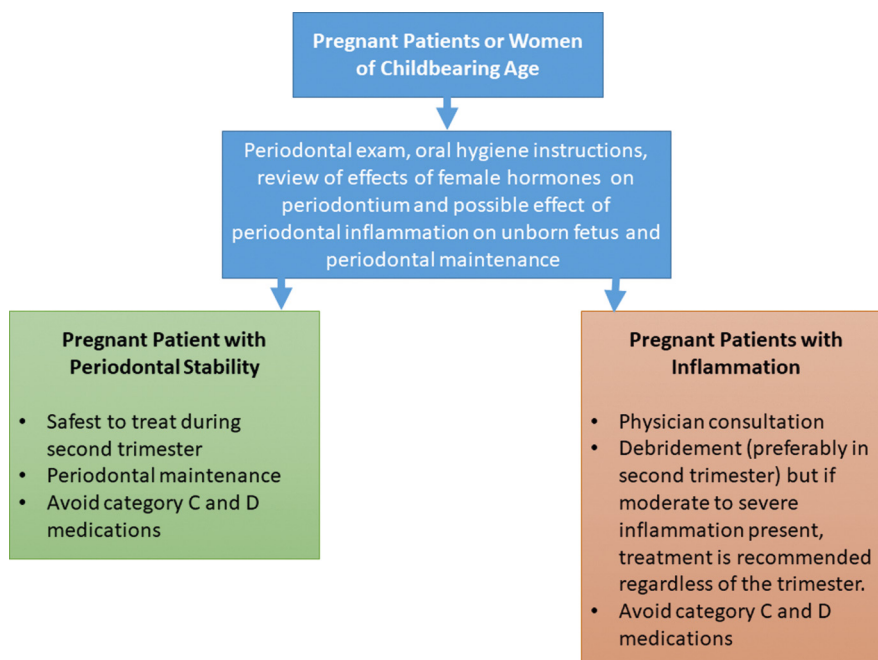 Pregnant Patients or Women
of Childbearing Age
Periodontal exam, oral hygiene instructions,
review of effects of female hormones on
periodontium and possible effect of
periodontal inflammation on unborn fetus and
periodontal maintenance
Pregnant Patient with
Periodontal Stability
• Safest to treat during
second trimester
• Periodontal maintenance
• Avoid category C and D
medications
Pregnant Patients with
Inflammation
• Physician consultation
• Debridement (preferably in
second trimester) but if
moderate to severe
inflammation present,
treatment is recommended
regardless of the trimester.
• Avoid category C and D
medications